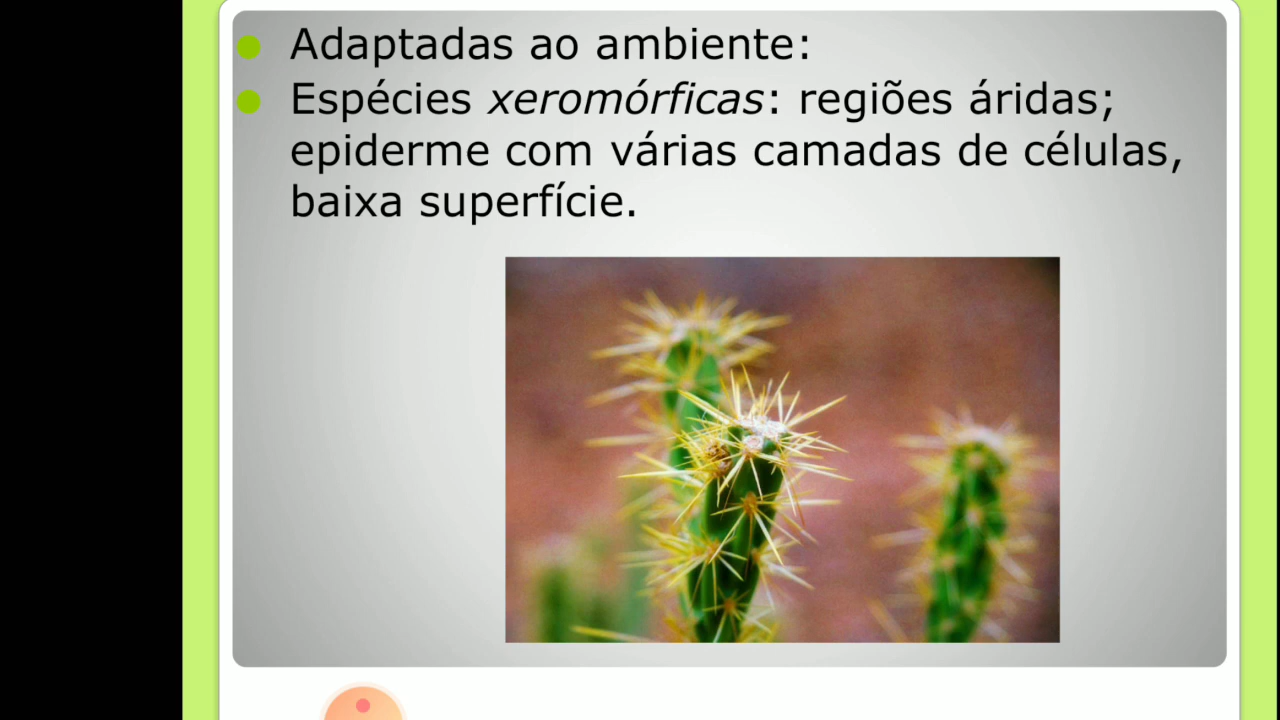 Adaptadas ao ambiente:
Espécies xeromórficas: regiões áridas;
epiderme com várias camadas de células,
baixa superfície.